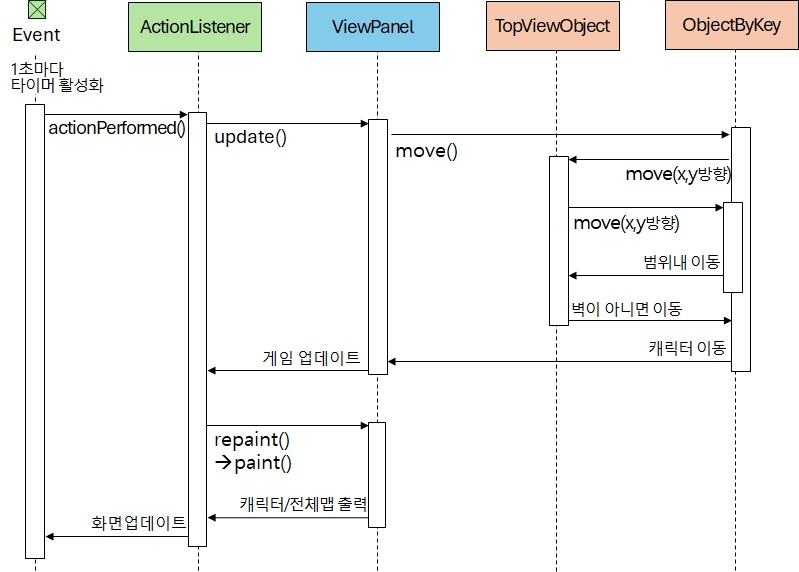 Event
ActionListener
ViewPanel
TopViewObject
ObjectByKey
1초마다
타이머 활성화
actionPerformed()
update()
move()
move(x,y방향)
move(x,y방향)
범위내 이동
벽이 아니면 이동
캐릭터 이동
게임 업데이트
repaint()
→paint()
캐릭터/전체맵 출력
화면업데이트